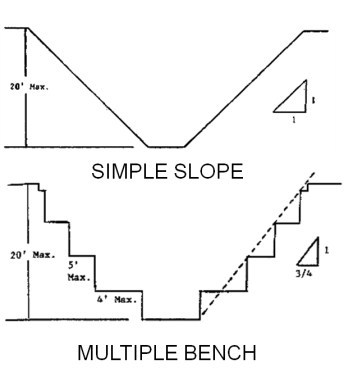 20' Max.
1
1
SIMPLE SLOPE
20' Max.
5'
Max.
4' Max.
1
3/4
MULTIPLE BENCH